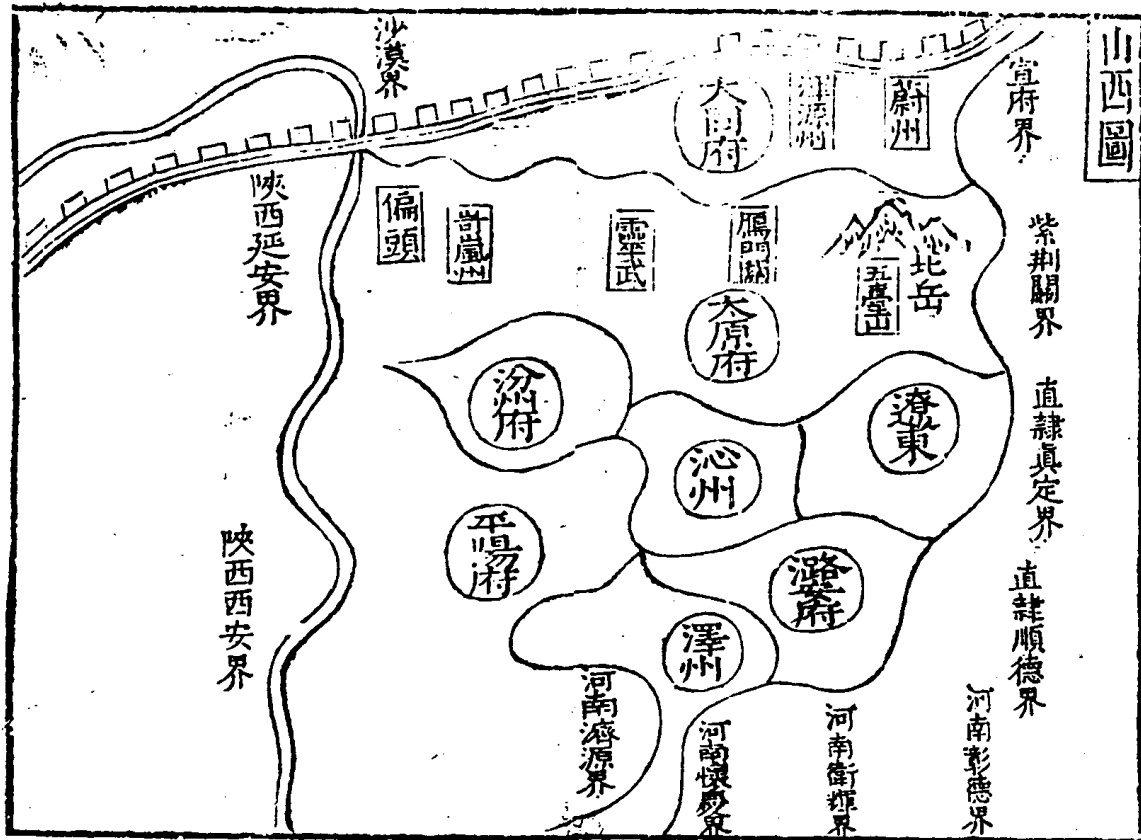 山西圖
宣府界
紫荊關界
直隸真定界
直隸順德界
河南彰德界
蔚州
渾源州
大同府
沙漠界
北岳
五臺山
鴈門關
寧武
岢嵐州
偏頭
陝西延安界
太原府
遼東
汾州府
沁州
平陽府
潞安府
澤州
陝西西安界
河南衛輝界
河南懷慶界
河南濟源界